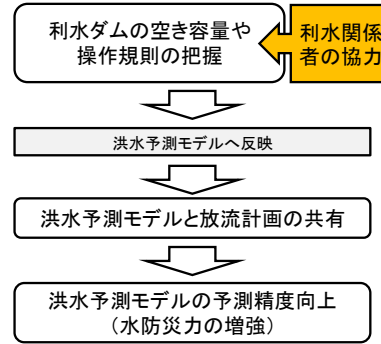 利水ダムの空き容量や
操作規則の把握
利水関係
者の協力
洪水予測モデルへ反映
洪水予測モデルと放流計画の共有
洪水予測モデルの予測精度向上
（水防災力の増強）